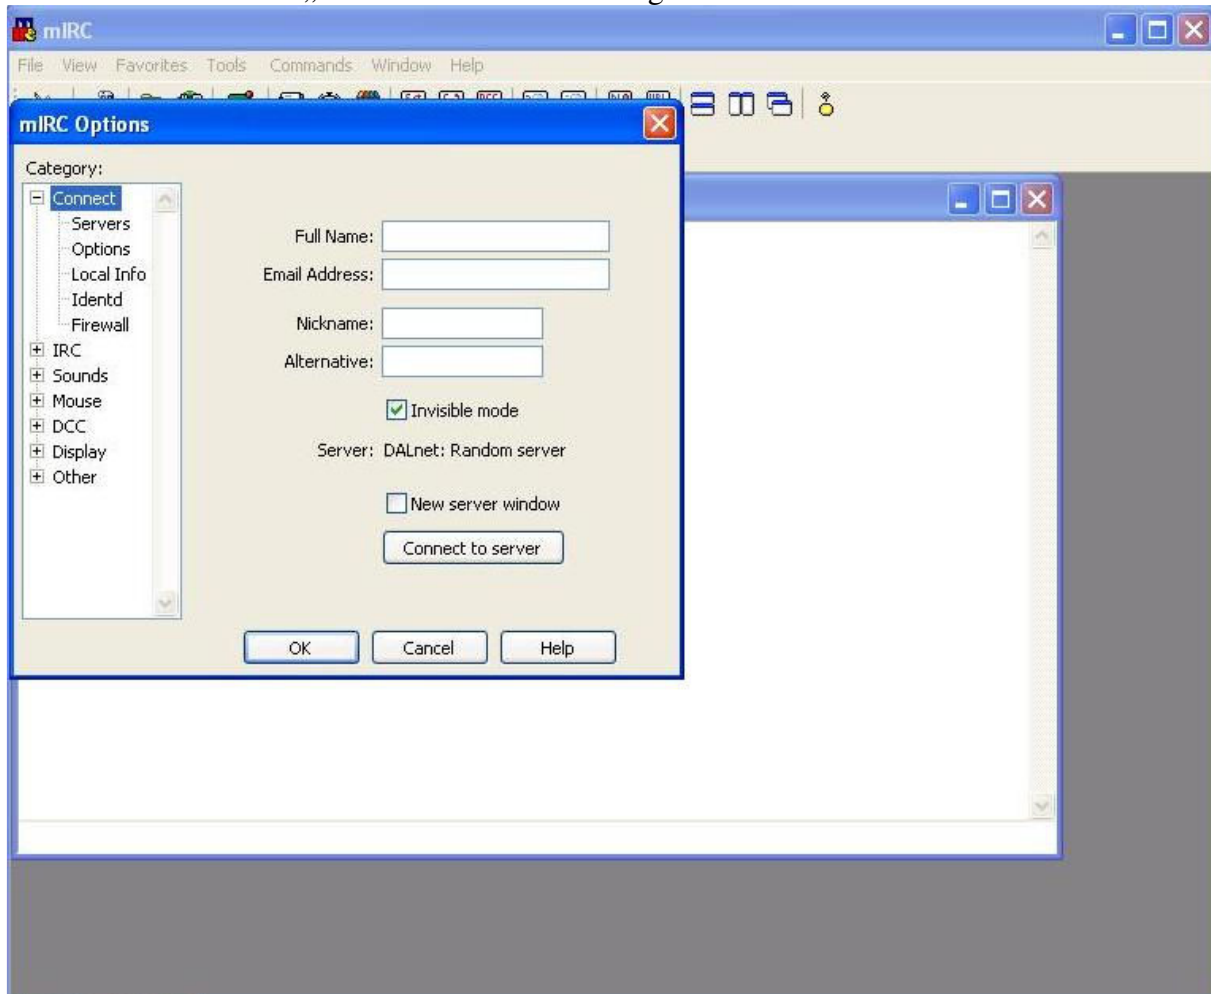 mIRC
File View Favorites Tools Commands Window Help
mIRC Options
Category:
Connect
Servers
Options
Local Info
Identd
Firewall
IRC
Sounds
Mouse
DCC
Display
Other
Full Name:
Email Address:
Nickname:
Alternative:
Invisible mode
Server: DALnet: Random server
New server window
Connect to server
OK Cancel Help